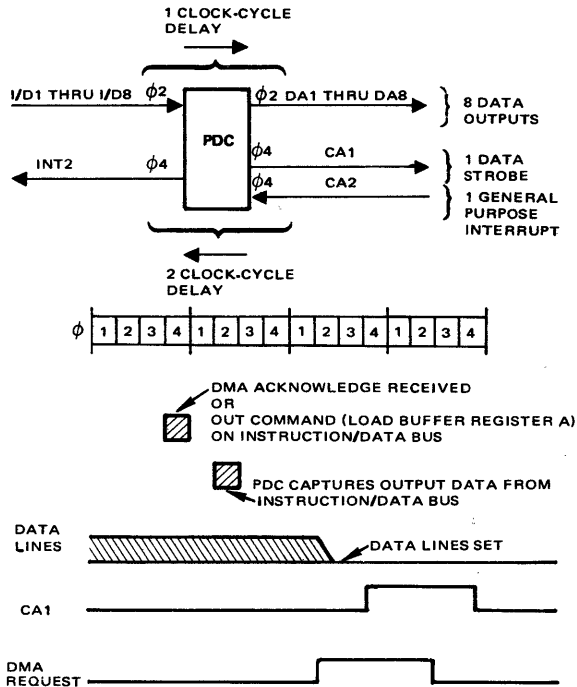 1 CLOCK-CYCLE
DELAY
I/D1 THRU I/D8
ϕ2
ϕ2 DA1 THRU DA8
8 DATA
OUTPUTS
PDC
INT2
ϕ4
ϕ4
CA1
1 DATA
STROBE
ϕ4
CA2
1 GENERAL
PURPOSE
INTERRUPT
2 CLOCK-CYCLE
DELAY
ϕ 1 2 3 4 1 2 3 4 1 2 3 4 1 2 3 4
DMA ACKNOWLEDGE RECEIVED
OR
OUT COMMAND (LOAD BUFFER REGISTER A)
ON INSTRUCTION/DATA BUS
PDC CAPTURES OUTPUT DATA FROM
INSTRUCTION/DATA BUS
DATA
LINES
DATA LINES SET
CA1
DMA
REQUEST